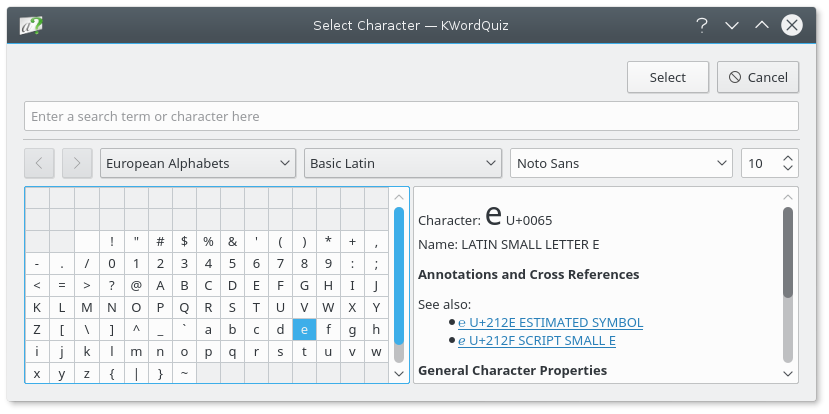 Select Character — KWordQuiz
Select
Cancel
Enter a search term or character here
European Alphabets
Basic Latin
Noto Sans
10
! " # $ % & ' ( ) * + ,
- . / 0 1 2 3 4 5 6 7 8 9 : ;
< = > ? @ A B C D E F G H I J
K L M N O P Q R S T U V W X Y
Z [ \ ] ^ _ ` a b c d e f g h
i j k l m n o p q r s t u v w
x y z { | } ~
Character: e U+0065
Name: LATIN SMALL LETTER E
Annotations and Cross References
See also:
• ℮ U+212E ESTIMATED SYMBOL
• ℯ U+212F SCRIPT SMALL E
General Character Properties